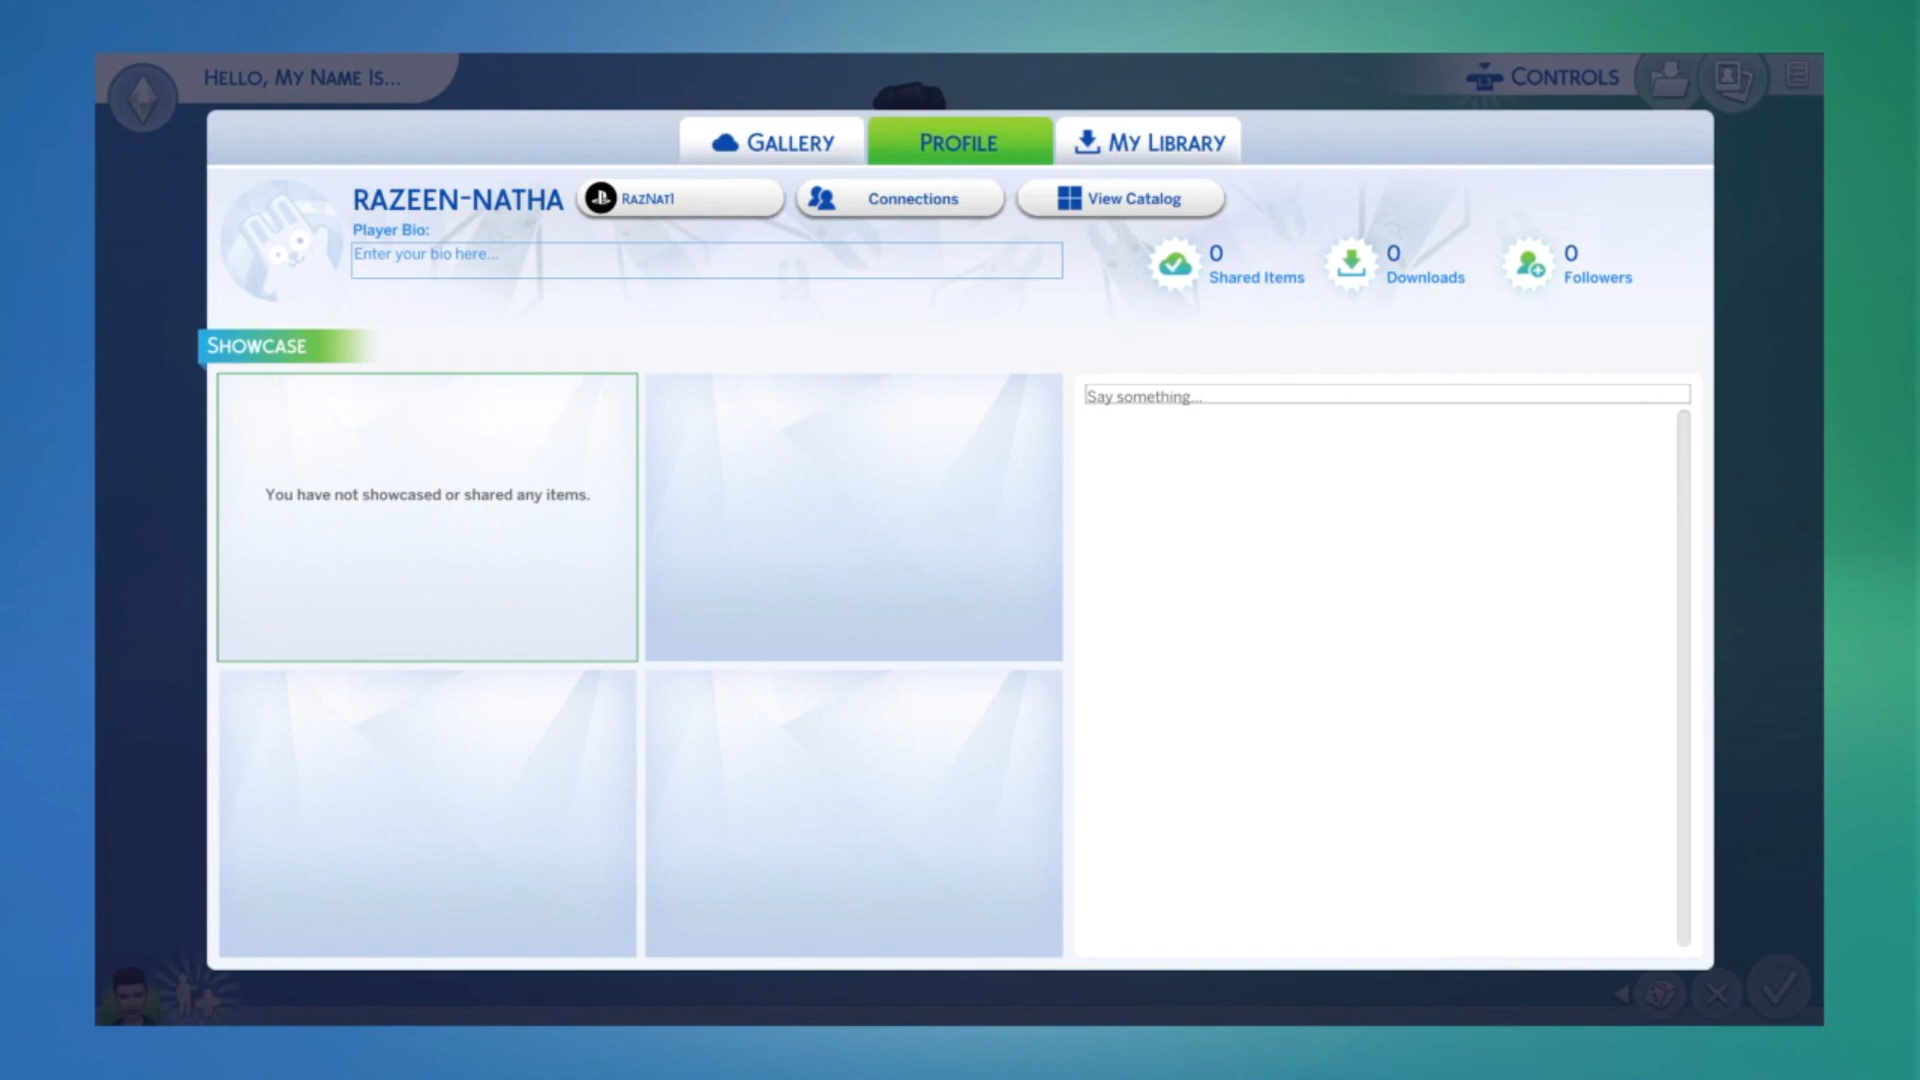 HELLO, MY NAME IS...
CONTROLS
GALLERY
PROFILE
MY LIBRARY
RAZEEN-NATHA
RAZNAT1
Connections
View Catalog
Player Bio:
Enter your bio here...
0
Shared Items
0
Downloads
0
Followers
SHOWCASE
You have not showcased or shared any items.
Say something...